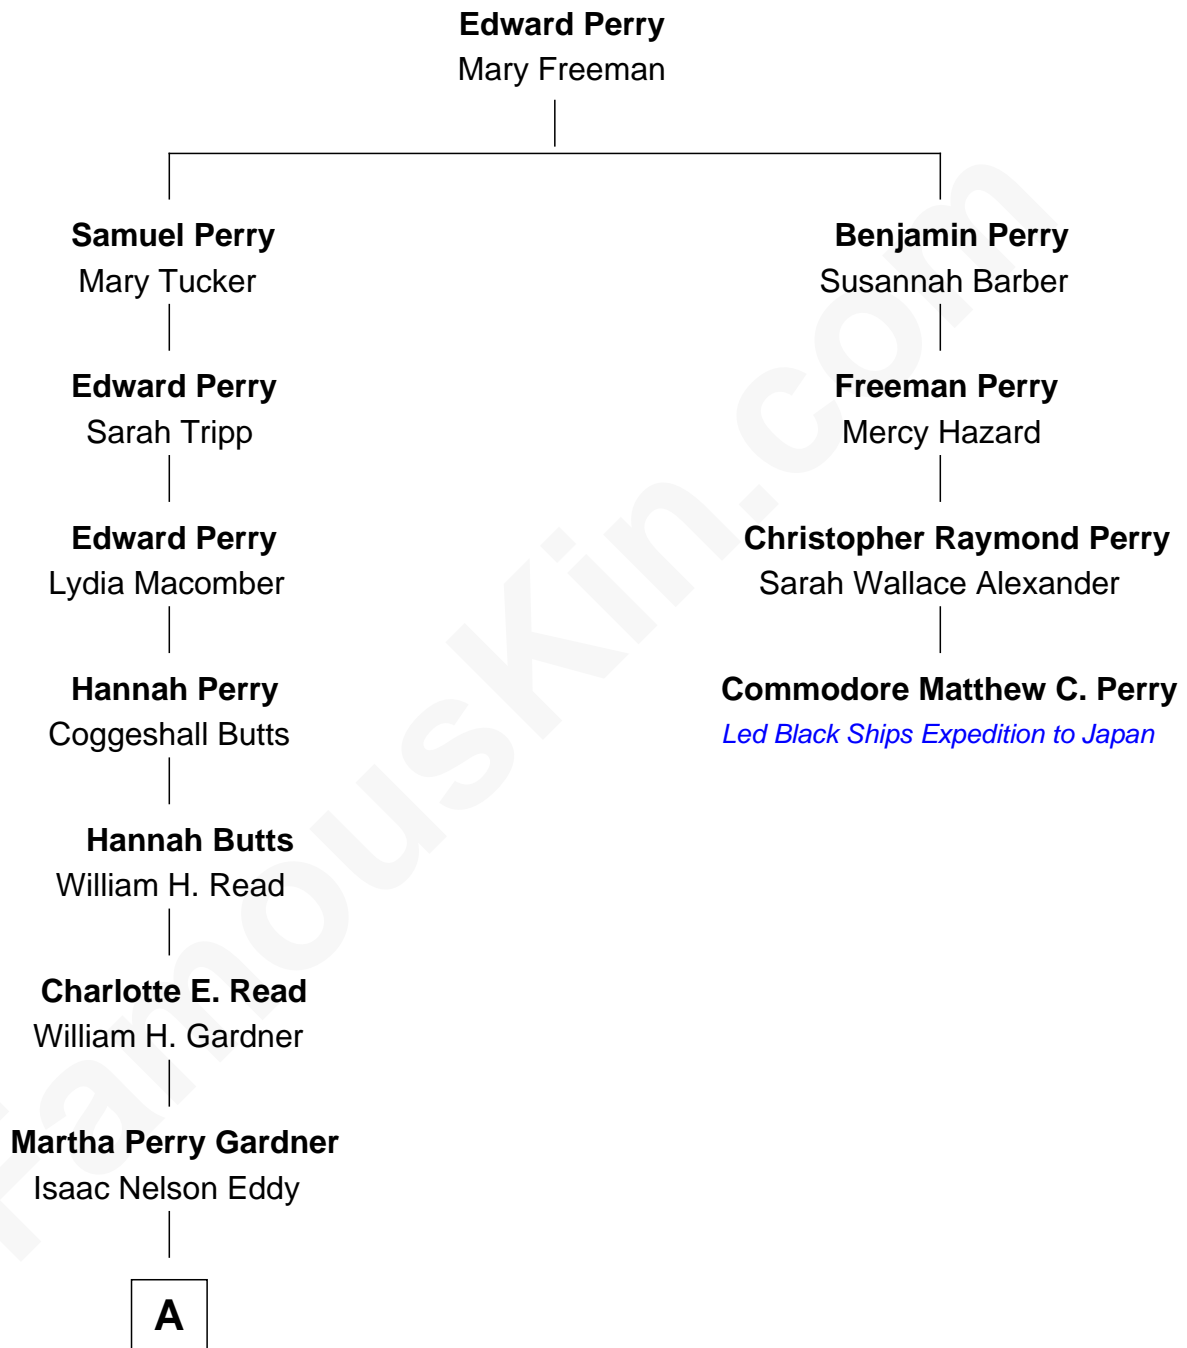 Edward Perry
Mary Freeman
Samuel Perry
Mary Tucker
Benjamin Perry
Susannah Barber
Edward Perry
Sarah Tripp
Freeman Perry
Mercy Hazard
Edward Perry
Lydia Macomber
Christopher Raymond Perry
Sarah Wallace Alexander
Hannah Perry
Coggeshall Butts
Commodore Matthew C. Perry
Led Black Ships Expedition to Japan
Hannah Butts
William H. Read
Charlotte E. Read
William H. Gardner
Martha Perry Gardner
Isaac Nelson Eddy
A
FamousKin.com